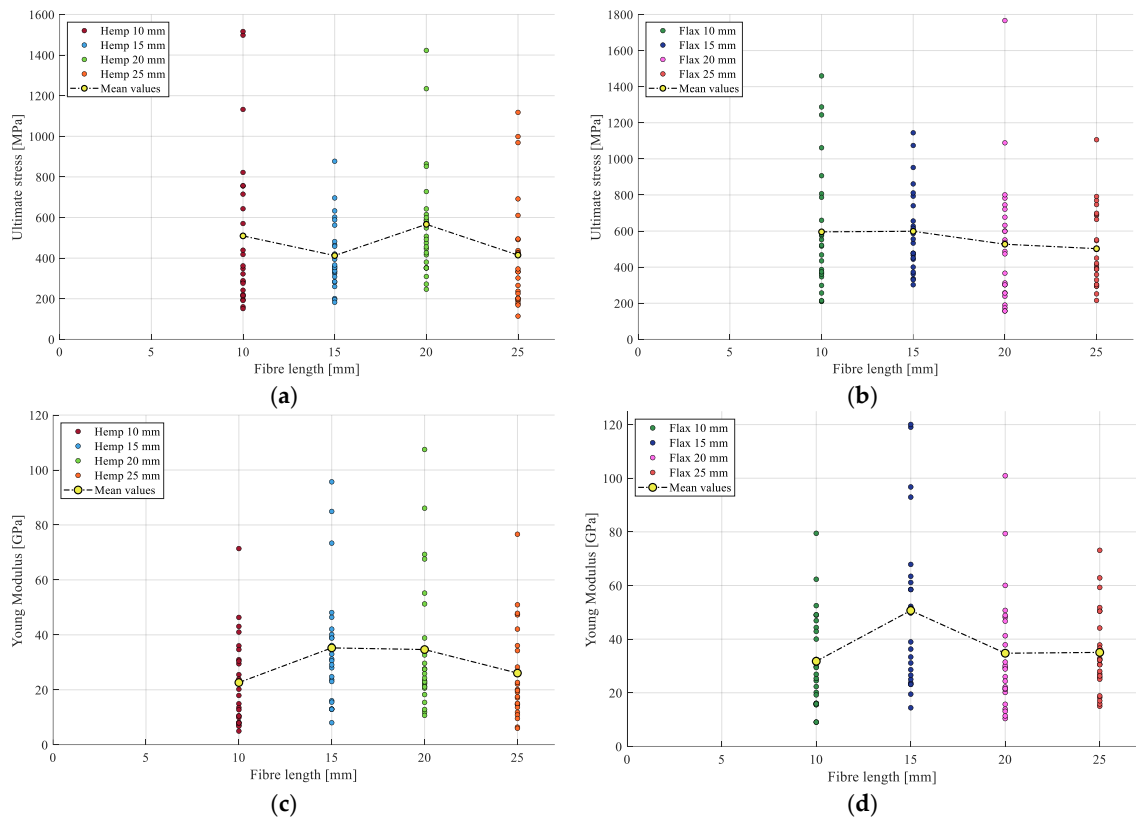 1600
1400
1200
1000
800
600
400
200
0
Ultimate stress [MPa]
Hemp 10 mm
Hemp 15 mm
Hemp 20 mm
Hemp 25 mm
Mean values
0 5 10 15 20 25
Fibre length [mm]
(a)
1800
1600
1400
1200
1000
800
600
400
200
0
Ultimate stress [MPa]
Flax 10 mm
Flax 15 mm
Flax 20 mm
Flax 25 mm
Mean values
0 5 10 15 20 25
Fibre length [mm]
(b)
120
100
80
60
40
20
0
Young Modulus [GPa]
Hemp 10 mm
Hemp 15 mm
Hemp 20 mm
Hemp 25 mm
Mean values
0 5 10 15 20 25
Fibre length [mm]
(c)
120
100
80
60
40
20
0
Young Modulus [GPa]
Flax 10 mm
Flax 15 mm
Flax 20 mm
Flax 25 mm
Mean values
0 5 10 15 20 25
Fibre length [mm]
(d)